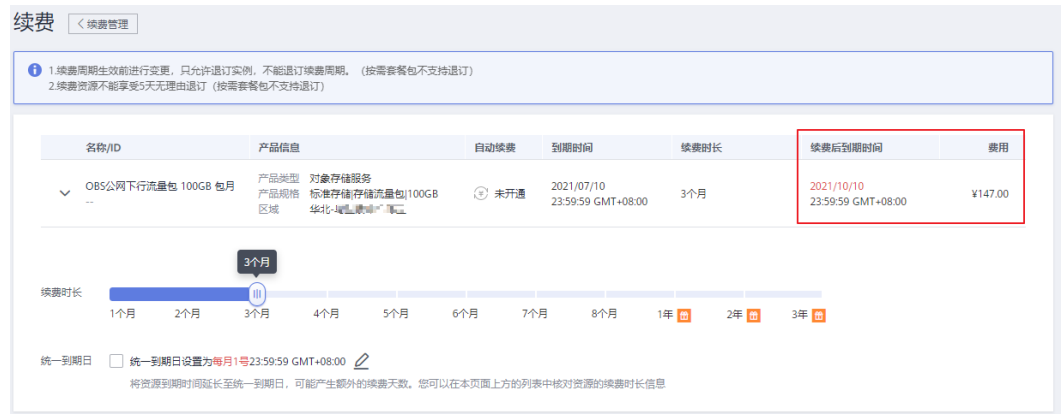 续费 < 续费管理
1.续费周期生效前进行变更，只允许退订实例，不能退订续费周期。（按需套餐包不支持退订）
2.续费资源不能享受5天无理由退订（按需套餐包不支持退订）
名称/ID 产品信息 自动续费 到期时间 续费时长 续费后到期时间 费用
OBS公网下行流量包 100GB 包月
--
产品类型 对象存储服务
产品规格 标准存储|存储流量包|100GB
区域 华北-
未开通
2021/07/10
23:59:59 GMT+08:00
3个月
2021/10/10
23:59:59 GMT+08:00
¥147.00
3个月
续费时长
1个月 2个月 3个月 4个月 5个月 6个月 7个月 8个月 1年 2年 3年
统一到期日 统一到期日设置为每月1号23:59:59 GMT+08:00
将资源到期时间延长至统一到期日，可能产生额外的续费天数。您可以在本页面上方的列表中核对资源的续费时长信息